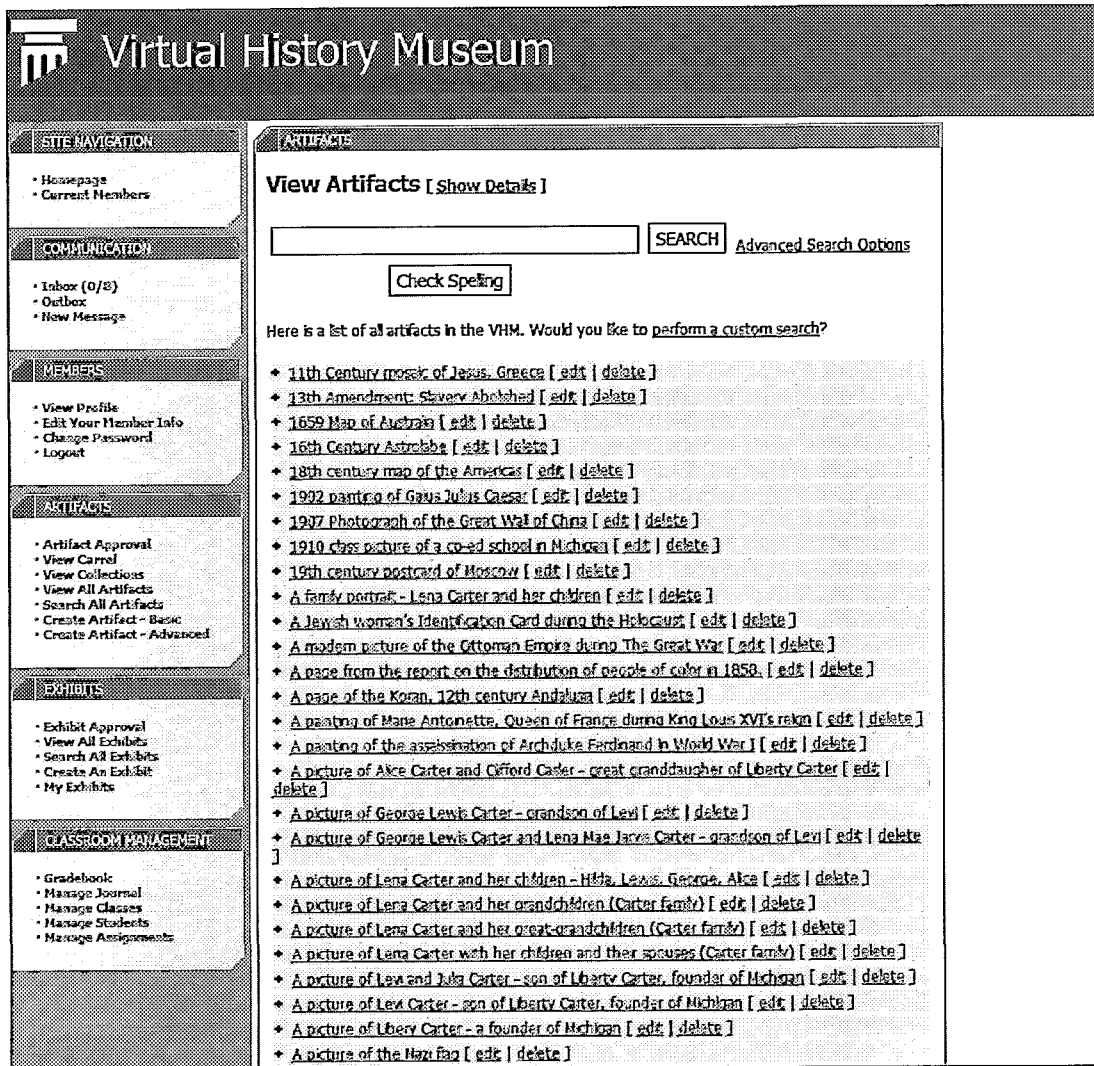 Virtual History Museum
SITE NAVIGATION
• Homepage
• Current Members
COMMUNICATION
• Inbox (0/8)
• Outbox
• New Message
MEMBERS
• View Profile
• Edit Your Member Info
• Change Password
• Logout
ARTIFACTS
• Artifact Approval
• View Carrel
• View Collections
• View All Artifacts
• Search All Artifacts
• Create Artifact - Basic
• Create Artifact - Advanced
EXHIBITS
• Exhibit Approval
• View All Exhibits
• Search All Exhibits
• Create An Exhibit
• My Exhibits
CLASSROOM MANAGEMENT
• Gradebook
• Manage Journal
• Manage Classes
• Manage Students
• Manage Assignments
ARTIFACTS
View Artifacts [ Show Details ]
SEARCH Advanced Search Options
Check Spelling
Here is a list of all artifacts in the VHM. Would you like to perform a custom search?
11th Century mosaic of Jesus, Greece [ edit | delete ]
13th Amendment: Slavery Abolished [ edit | delete ]
1659 Map of Australia [ edit | delete ]
16th Century Astrolabe [ edit | delete ]
18th century map of the Americas [ edit | delete ]
1902 painting of Gaius Julius Caesar [ edit | delete ]
1907 Photograph of the Great Wall of China [ edit | delete ]
1910 class picture of a co-ed school in Michigan [ edit | delete ]
19th century postcard of Moscow [ edit | delete ]
A family portrait - Lena Carter and her children [ edit | delete ]
A Jewish woman's Identification Card during the Holocaust [ edit | delete ]
A modern picture of the Ottoman Empire during The Great War [ edit | delete ]
A page from the report on the distribution of people of color in 1858. [ edit | delete ]
A page of the Koran, 12th century Andalusa [ edit | delete ]
A painting of Marie Antoinette, Queen of France during King Louis XVI's reign [ edit | delete ]
A painting of the assassination of Archduke Ferdinand in World War I [ edit | delete ]
A picture of Alice Carter and Clifford Casler - great granddaughter of Liberty Carter [ edit |
delete ]
A picture of George Lewis Carter - grandson of Levi [ edit | delete ]
A picture of George Lewis Carter and Lena Mae Jarvis Carter - grandson of Levi [ edit | delete
]
A picture of Lena Carter and her children - Hilda, Lewis, George, Alice [ edit | delete ]
A picture of Lena Carter and her grandchildren (Carter family) [ edit | delete ]
A picture of Lena Carter and her great-grandchildren (Carter family) [ edit | delete ]
A picture of Lena Carter with her children and their spouses (Carter family) [ edit | delete ]
A picture of Levi and Julia Carter - son of Liberty Carter, founder of Michigan [ edit | delete ]
A picture of Levi Carter - son of Liberty Carter, founder of Michigan [ edit | delete ]
A picture of Libery Carter - a founder of Michigan [ edit | delete ]
A picture of the Nazi flag [ edit | delete ]